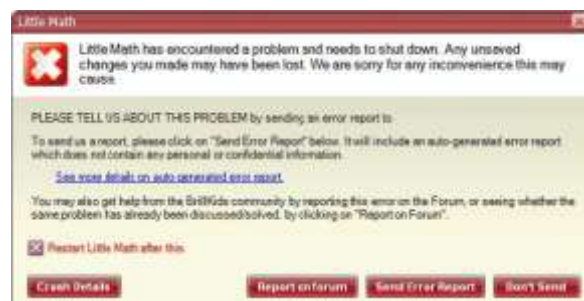 Little Math
Little Math has encountered a problem and needs to shut down. Any unsaved
changes you made may have been lost. We are sorry for any inconvenience this may
cause.
PLEASE TELL US ABOUT THIS PROBLEM by sending an error report to
To send us a report, please click on "Send Error Report" below. It will include an auto-generated error report
which does not contain any personal or confidential information.
See more details on auto generated error report.
You may also get help from the BrillKids community by reporting this error on the Forum, or seeing whether the
same problem has already been discussed/solved, by clicking on "Report on Forum".
Restart Little Math after this.
Crash Details
Report on forum
Send Error Report
Don't Send